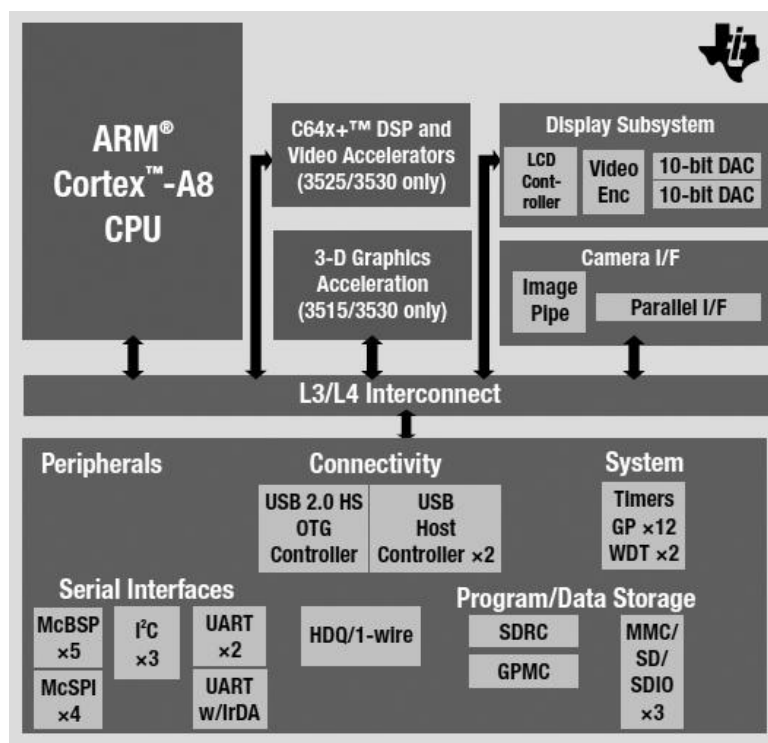 ARM®
Cortex™-A8
CPU
C64x+™ DSP and
Video Accelerators
(3525/3530 only)
3-D Graphics
Acceleration
(3515/3530 only)
Display Subsystem
LCD
Cont-
roller
Video
Enc
10-bit DAC
10-bit DAC
Camera I/F
Image
Pipe
Parallel I/F
L3/L4 Interconnect
Peripherals
Connectivity
System
USB 2.0 HS
OTG
Controller
USB
Host
Controller ×2
Timers
GP ×12
WDT ×2
Serial Interfaces
Program/Data Storage
McBSP
×5
I²C
×3
UART
×2
HDQ/1-wire
SDRC
GPMC
MMC/
SD/
SDIO
×3
McSPI
×4
UART
w/IrDA